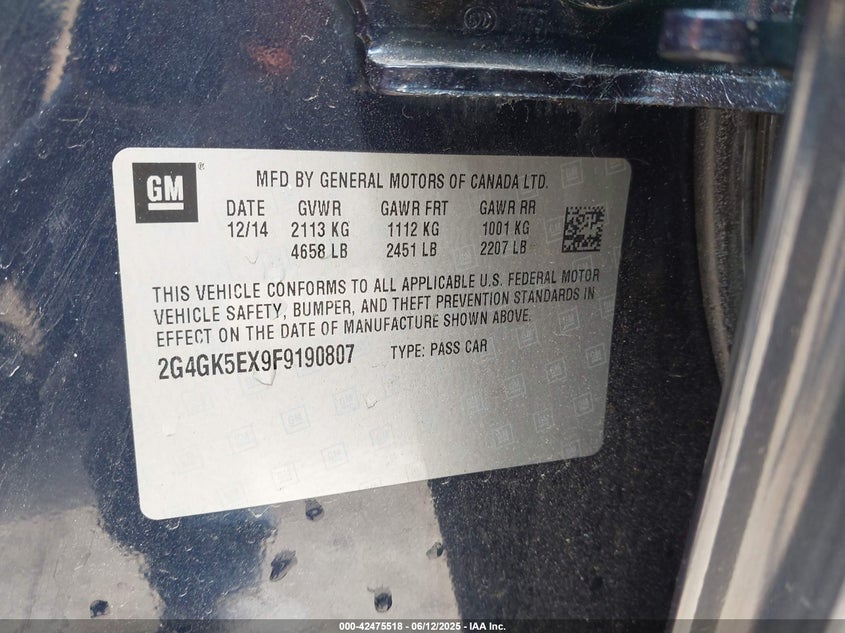 GM ®
MFD BY GENERAL MOTORS OF CANADA LTD.
DATE GVWR GAWR FRT GAWR RR
12/14 2113 KG 1112 KG 1001 KG
4658 LB 2451 LB 2207 LB
THIS VEHICLE CONFORMS TO ALL APPLICABLE U.S. FEDERAL MOTOR
VEHICLE SAFETY, BUMPER, AND THEFT PREVENTION STANDARDS IN
EFFECT ON THE DATE OF MANUFACTURE SHOWN ABOVE.
2G4GK5EX9F9190807 TYPE: PASS CAR
000-42475518 - 06/12/2025 - IAA Inc.